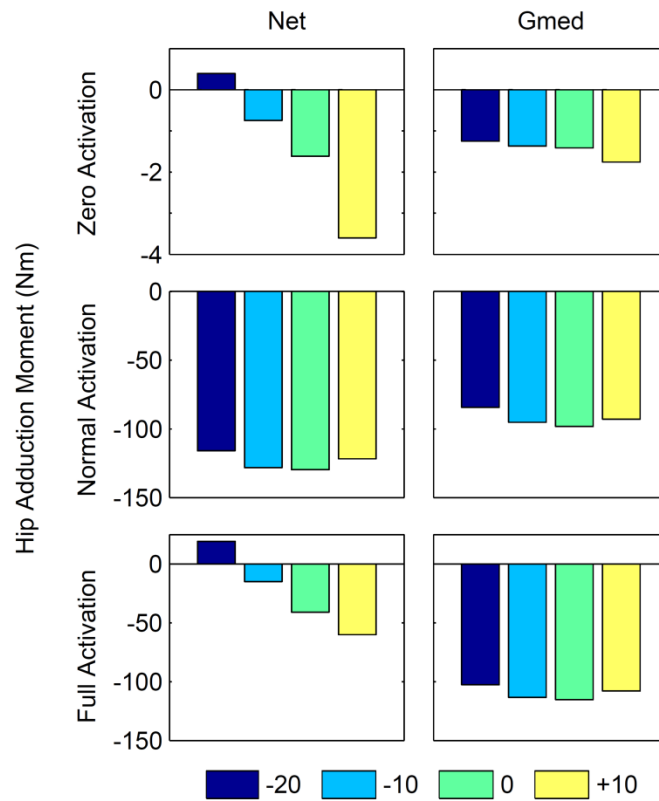 Net Gmed
Hip Adduction Moment (Nm)
Zero Activation
0
-2
-4
Normal Activation
0
-50
-100
-150
Full Activation
0
-50
-100
-150
-20 -10 0 +10